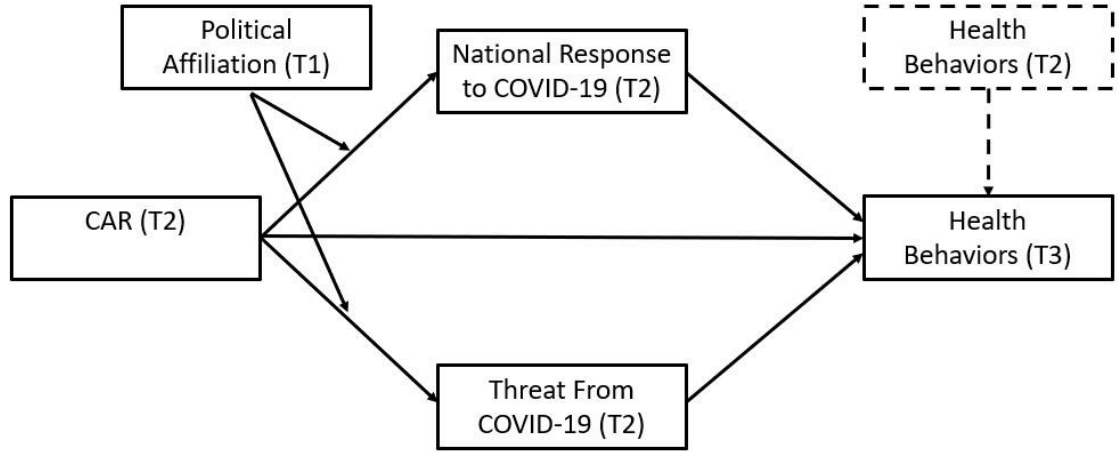 Political
Affiliation (T1)
National Response
to COVID-19 (T2)
Health
Behaviors (T2)
CAR (T2)
Health
Behaviors (T3)
Threat From
COVID-19 (T2)